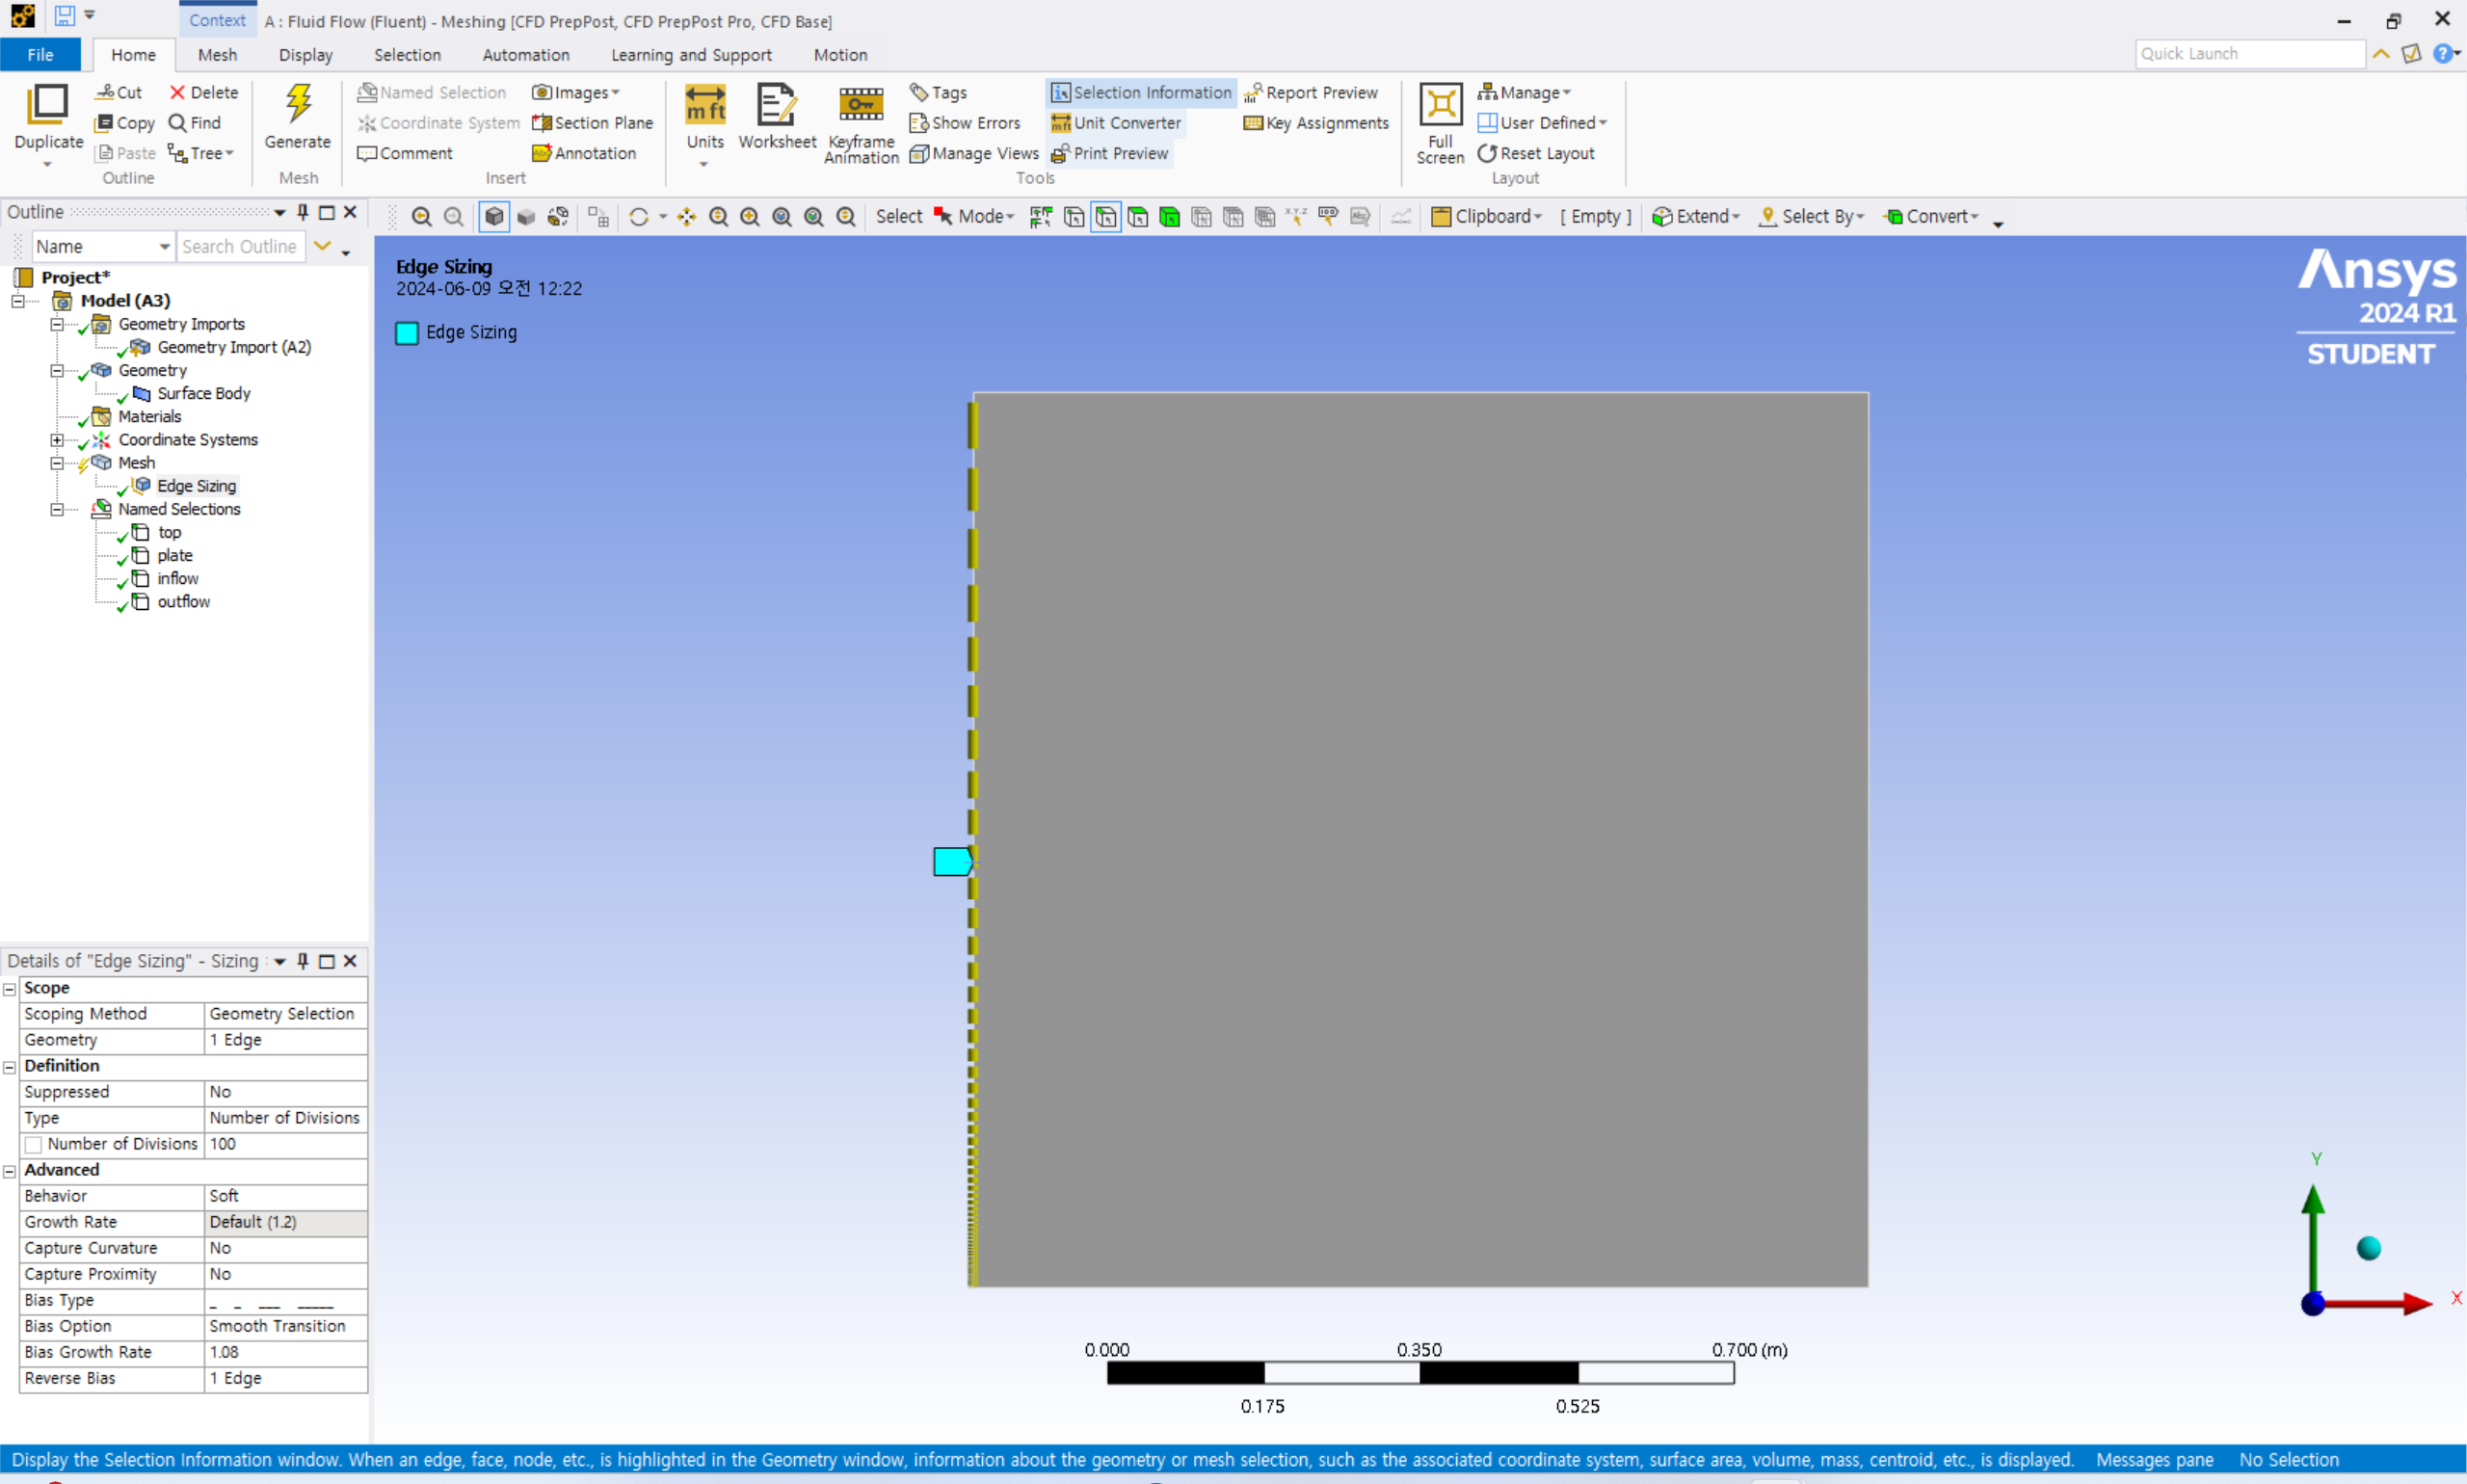 Context A : Fluid Flow (Fluent) - Meshing [CFD PrepPost, CFD PrepPost Pro, CFD Base]
File Home Mesh Display Selection Automation Learning and Support Motion Quick Launch
Duplicate Cut Delete Copy Find Paste Tree
Outline
Generate
Mesh
Named Selection Images
Coordinate System Section Plane
Comment Annotation
Insert
Units Worksheet Keyframe Animation
Tags Selection Information Report Preview
Show Errors Unit Converter Key Assignments
Manage Views Print Preview
Tools
Full Screen Manage
User Defined
Reset Layout
Layout
Outline
Name Search Outline
Select Mode Clipboard [ Empty ] Extend Select By Convert
Project*
Model (A3)
Geometry Imports
Geometry Import (A2)
Geometry
Surface Body
Materials
Coordinate Systems
Mesh
Edge Sizing
Named Selections
top
plate
inflow
outflow
Details of "Edge Sizing" - Sizing
Scope
Scoping Method Geometry Selection
Geometry 1 Edge
Definition
Suppressed No
Type Number of Divisions
Number of Divisions 100
Advanced
Behavior Soft
Growth Rate Default (1.2)
Capture Curvature No
Capture Proximity No
Bias Type
Bias Option Smooth Transition
Bias Growth Rate 1.08
Reverse Bias 1 Edge
Edge Sizing
2024-06-09 오전 12:22
Edge Sizing
Ansys
2024 R1
STUDENT
Y
X
0.000 0.350 0.700 (m)
0.175 0.525
Display the Selection Information window. When an edge, face, node, etc., is highlighted in the Geometry window, information about the geometry or mesh selection, such as the associated coordinate system, surface area, volume, mass, centroid, etc., is displayed. Messages pane No Selection